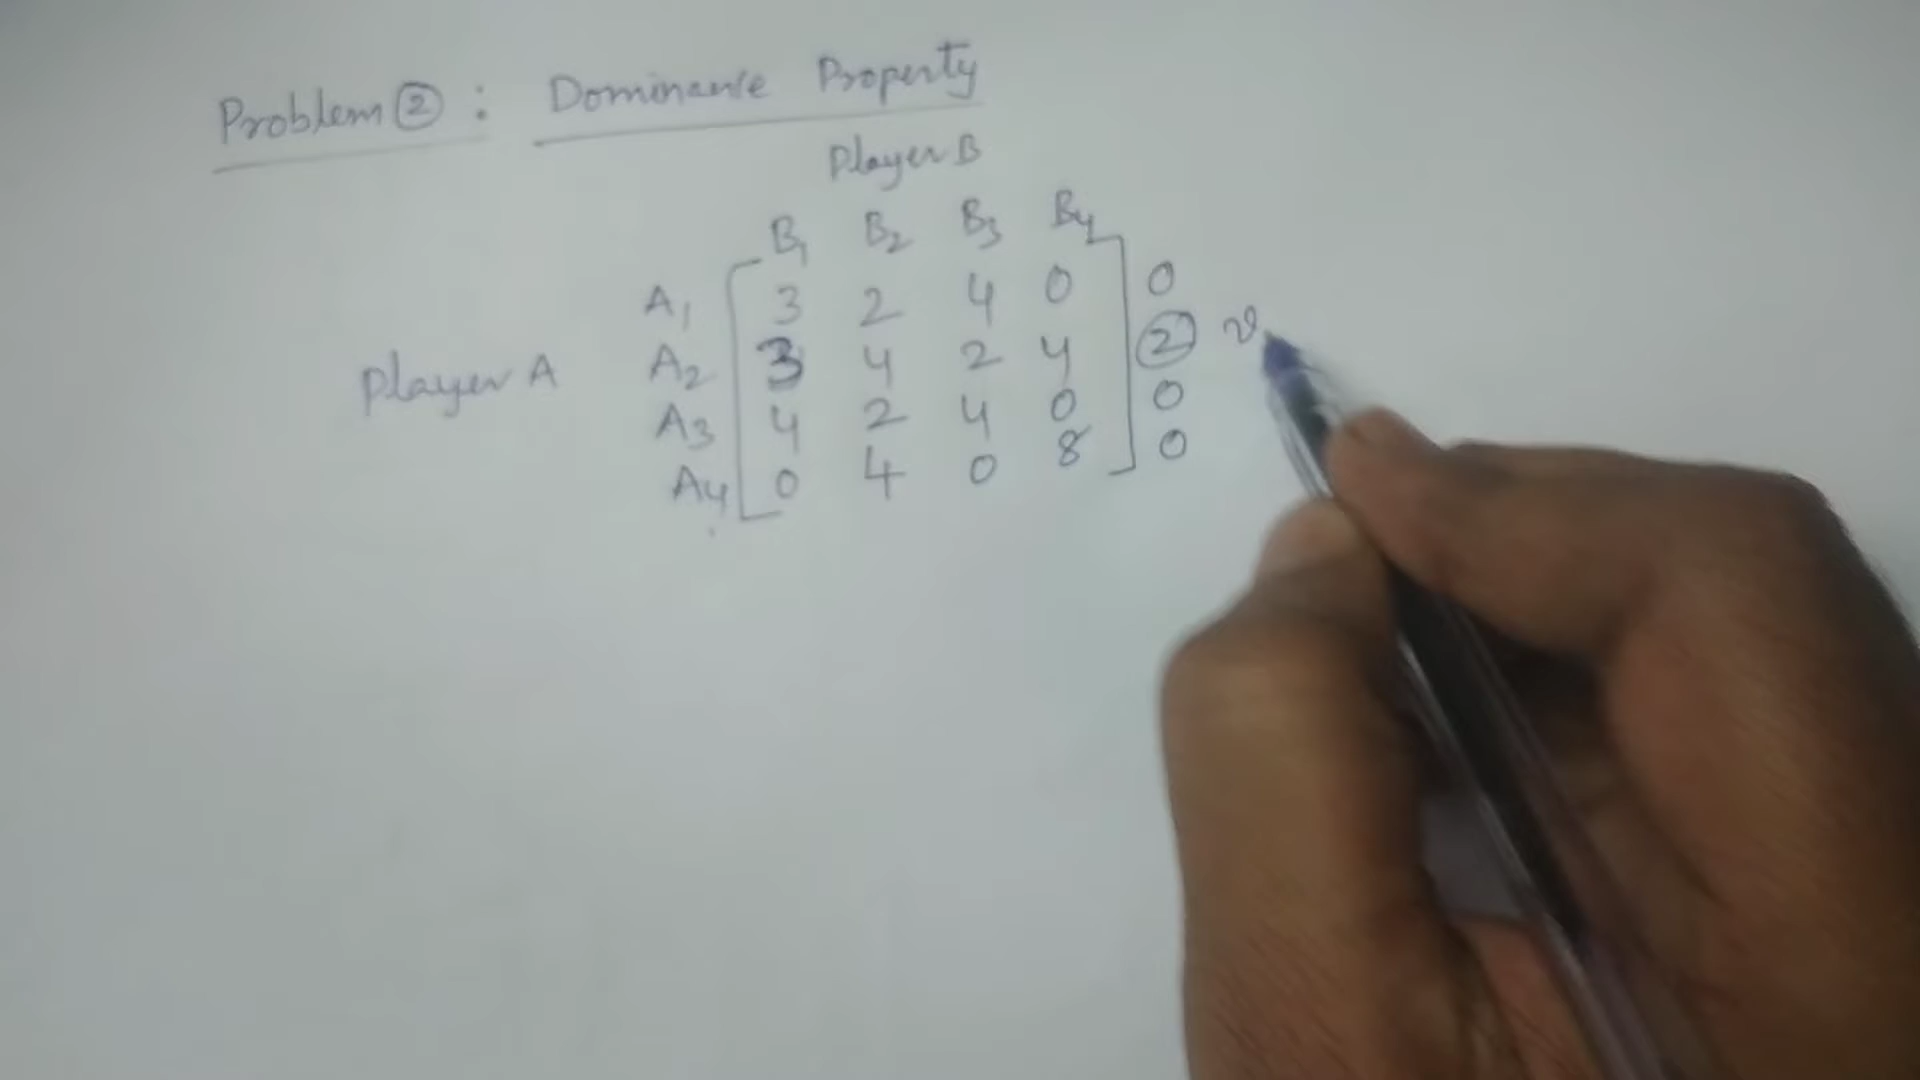 Problem ② : Dominance Property
Player B
B1 B2 B3 B4
A1 3 2 4 0 0
Player A A2 3 4 2 4 ② v
A3 4 2 4 0 0
A4 0 4 0 8 0